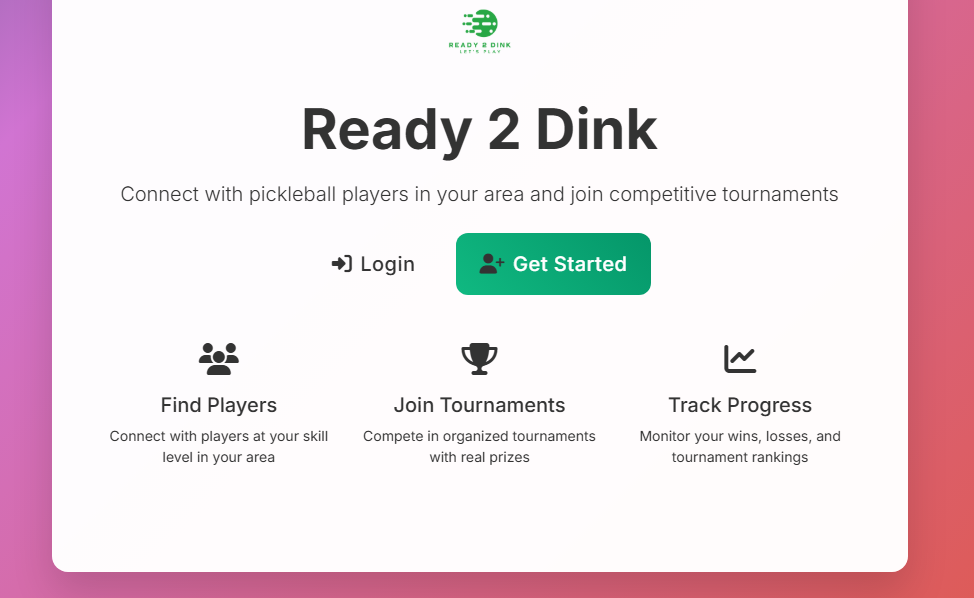 READY 2 DINK
LET'S PLAY
Ready 2 Dink
Connect with pickleball players in your area and join competitive tournaments
Login
Get Started
Find Players
Connect with players at your skill
level in your area
Join Tournaments
Compete in organized tournaments
with real prizes
Track Progress
Monitor your wins, losses, and
tournament rankings